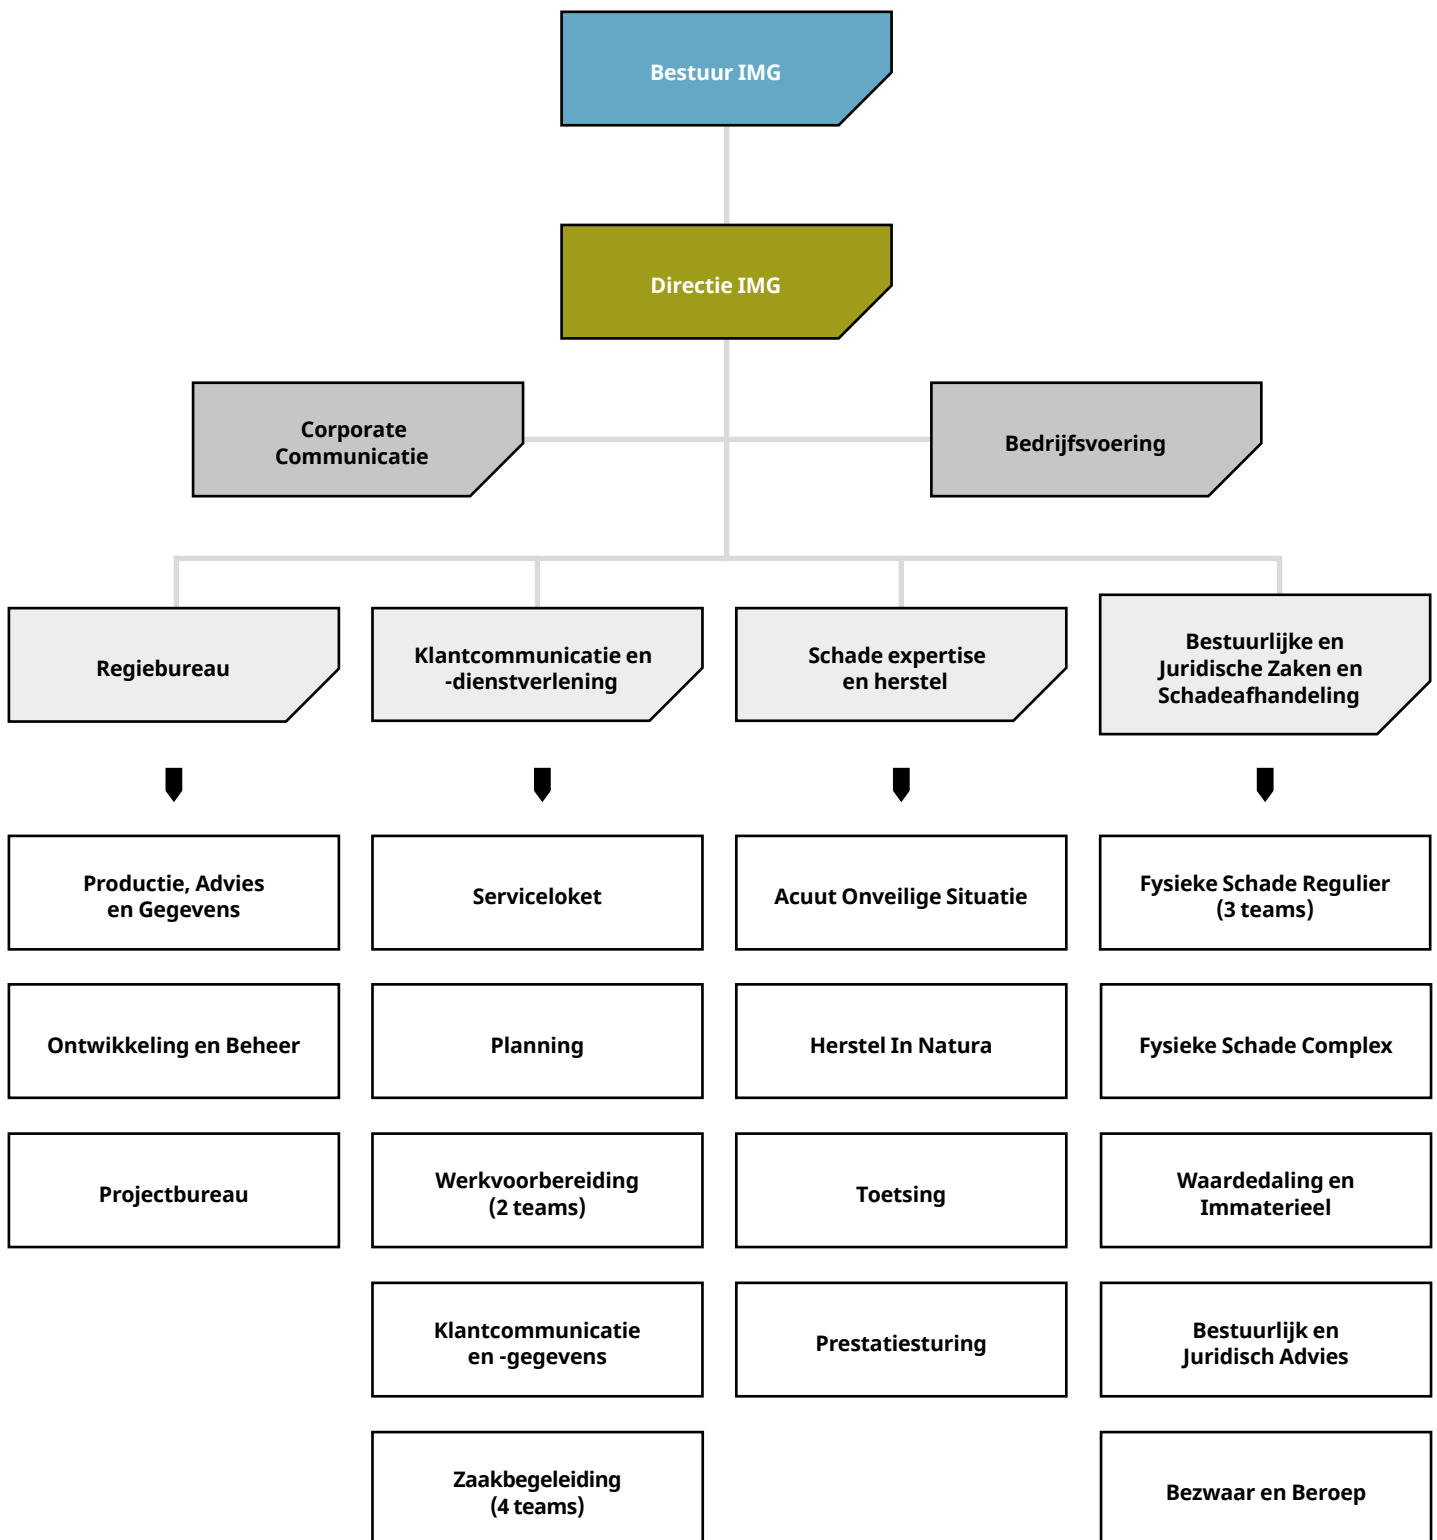 Bestuur IMG
Directie IMG
Corporate
Communicatie
Bedrijfsvoering
Regiebureau
Klantcommunicatie en
-dienstverlening
Schade expertise
en herstel
Bestuurlijke en
Juridische Zaken en
Schadeafhandeling
Productie, Advies
en Gegevens
Serviceloket
Acuut Onveilige Situatie
Fysieke Schade Regulier
(3 teams)
Ontwikkeling en Beheer
Planning
Herstel In Natura
Fysieke Schade Complex
Projectbureau
Werkvoorbereiding
(2 teams)
Toetsing
Waardedaling en
Immaterieel
Klantcommunicatie
en -gegevens
Prestatiesturing
Bestuurlijk en
Juridisch Advies
Zaakbegeleiding
(4 teams)
Bezwaar en Beroep